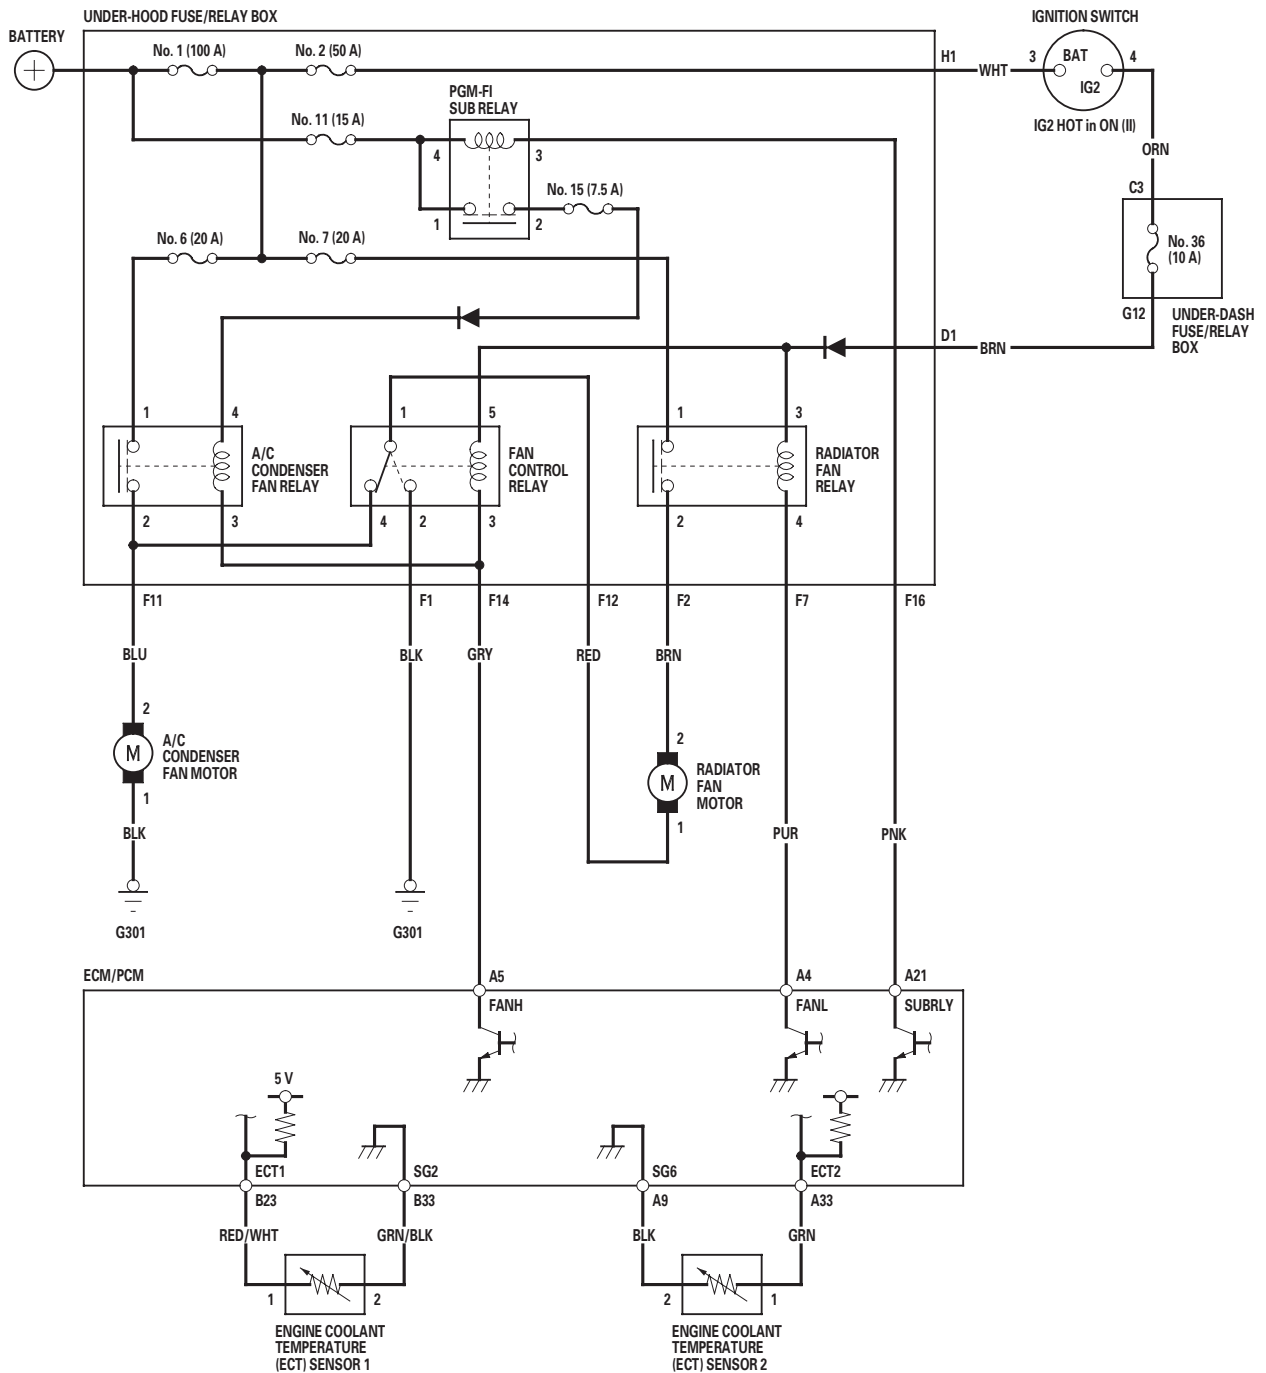 UNDER-HOOD FUSE/RELAY BOX
IGNITION SWITCH
BATTERY
No. 1 (100 A)
No. 2 (50 A)
H1
WHT
3
BAT
4
IG2
IG2 HOT in ON (II)
PGM-FI
SUB RELAY
No. 11 (15 A)
4
3
ORN
No. 15 (7.5 A)
1
2
C3
No. 36
(10 A)
G12
UNDER-DASH
FUSE/RELAY
BOX
No. 6 (20 A)
No. 7 (20 A)
D1
BRN
1
4
A/C
CONDENSER
FAN RELAY
2
3
1
5
FAN
CONTROL
RELAY
4
2
3
1
3
RADIATOR
FAN
RELAY
2
4
F11
F1
F14
F12
F2
F7
F16
BLU
BLK
GRY
RED
BRN
2
M
A/C
CONDENSER
FAN MOTOR
1
2
M
RADIATOR
FAN
MOTOR
1
BLK
PUR
PNK
G301
G301
ECM/PCM
A5
A4
A21
FANH
FANL
SUBRLY
5 V
ECT1
SG2
SG6
ECT2
B23
B33
A9
A33
RED/WHT
GRN/BLK
BLK
GRN
1
2
2
1
ENGINE COOLANT
TEMPERATURE
(ECT) SENSOR 1
ENGINE COOLANT
TEMPERATURE
(ECT) SENSOR 2